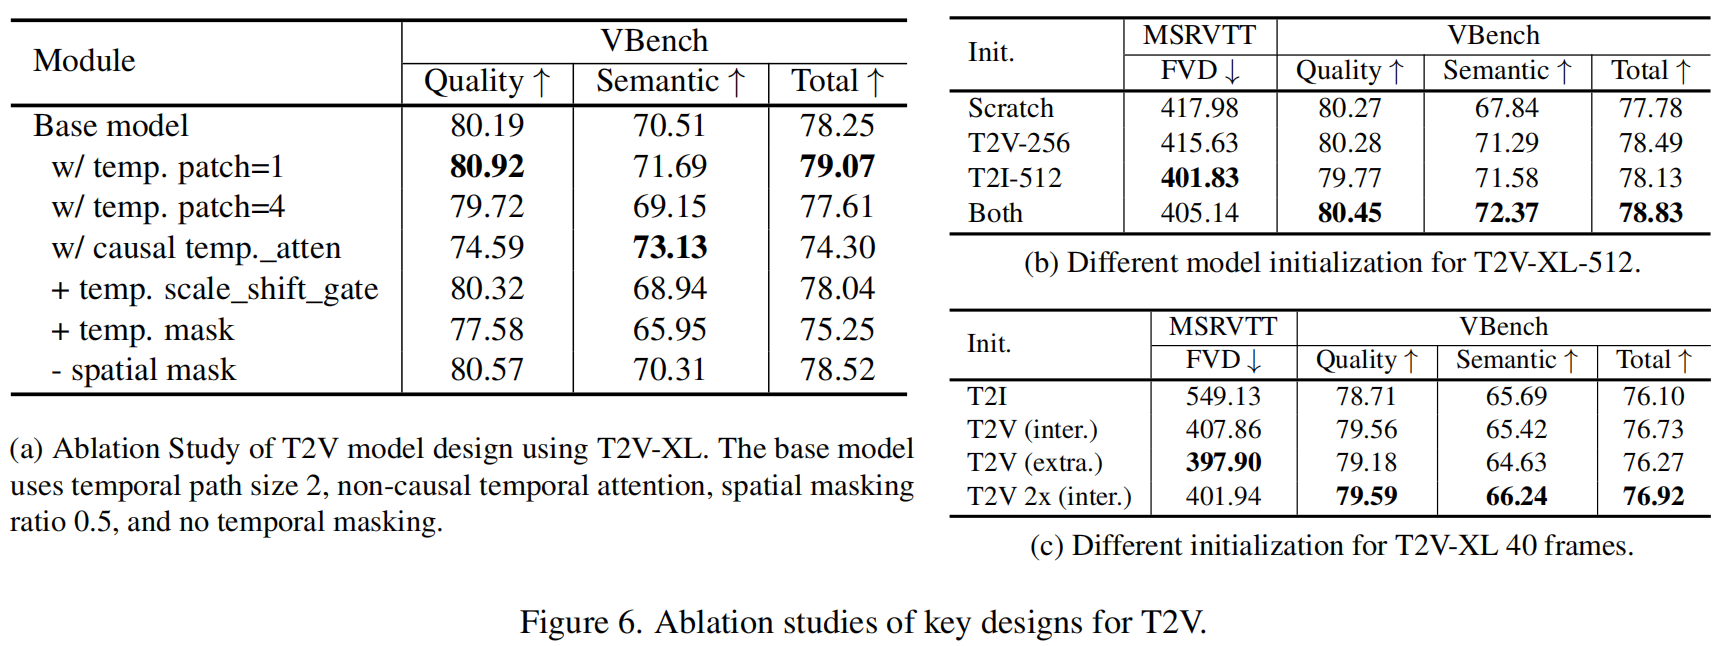 Module VBench
Quality ↑ Semantic ↑ Total ↑
Base model 80.19 70.51 78.25
w/ temp. patch=1 80.92 71.69 79.07
w/ temp. patch=4 79.72 69.15 77.61
w/ causal temp._atten 74.59 73.13 74.30
+ temp. scale_shift_gate 80.32 68.94 78.04
+ temp. mask 77.58 65.95 75.25
- spatial mask 80.57 70.31 78.52
(a) Ablation Study of T2V model design using T2V-XL. The base model
uses temporal path size 2, non-causal temporal attention, spatial masking
ratio 0.5, and no temporal masking.
Init. MSRVTT VBench
FVD ↓ Quality ↑ Semantic ↑ Total ↑
Scratch 417.98 80.27 67.84 77.78
T2V-256 415.63 80.28 71.29 78.49
T2I-512 401.83 79.77 71.58 78.13
Both 405.14 80.45 72.37 78.83
(b) Different model initialization for T2V-XL-512.
Init. MSRVTT VBench
FVD ↓ Quality ↑ Semantic ↑ Total ↑
T2I 549.13 78.71 65.69 76.10
T2V (inter.) 407.86 79.56 65.42 76.73
T2V (extra.) 397.90 79.18 64.63 76.27
T2V 2x (inter.) 401.94 79.59 66.24 76.92
(c) Different initialization for T2V-XL 40 frames.
Figure 6. Ablation studies of key designs for T2V.